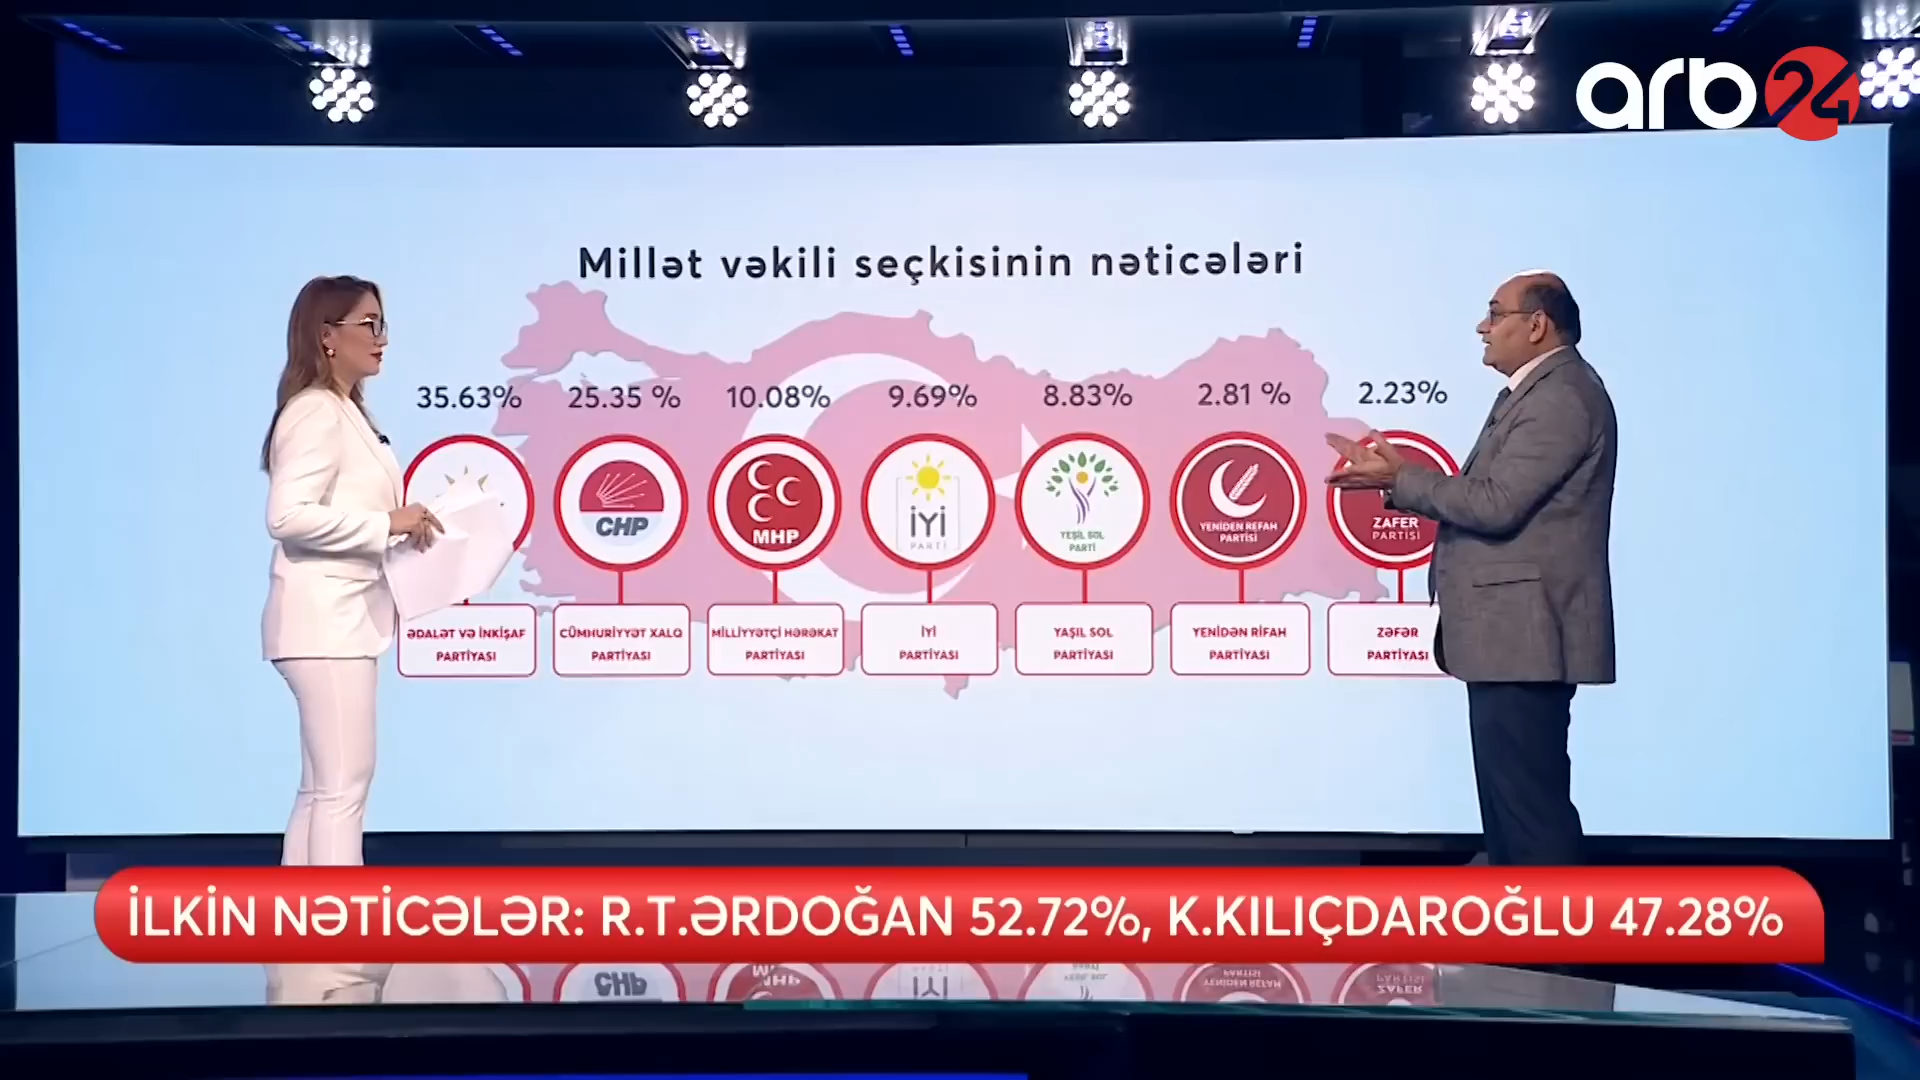 arb 24
Millət vəkili seçkisinin nəticələri
35.63%
25.35 %
10.08%
9.69%
8.83%
2.81 %
2.23%
CHP
MHP
İYİ
PARTİ
YEŞİL SOL
PARTİ
YENİDEN REFAH
PARTİSİ
ZAFER
PARTİSİ
ƏDALƏT VƏ İNKİŞAF
PARTİYASI
CÜMHURİYYƏT XALQ
PARTİYASI
MİLLİYYƏTÇİ HƏRƏKAT
PARTİYASI
İYİ
PARTİYASI
YAŞIL SOL
PARTİYASI
YENİDƏN RİFAH
PARTİYASI
ZƏFƏR
PARTİYASI
İLKİN NƏTİCƏLƏR: R.T.ƏRDOĞAN 52.72%, K.KILIÇDAROĞLU 47.28%